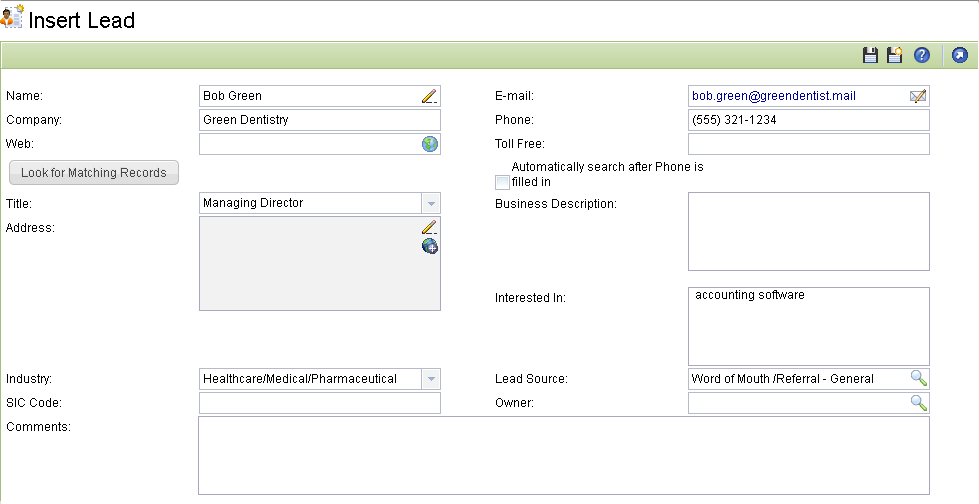 Insert Lead
Name: Bob Green E-mail: bob.green@greendentist.mail
Company: Green Dentistry Phone: (555) 321-1234
Web: Toll Free:
Look for Matching Records
Automatically search after Phone is
filled in
Title: Managing Director Business Description:
Address:
Interested In: accounting software
Industry: Healthcare/Medical/Pharmaceutical Lead Source: Word of Mouth /Referral - General
SIC Code: Owner:
Comments: